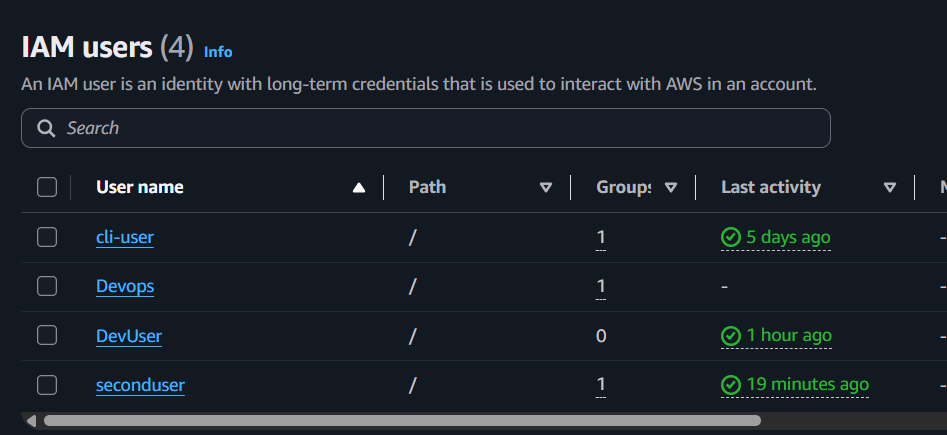 IAM users (4) Info
An IAM user is an identity with long-term credentials that is used to interact with AWS in an account.
Search
User name Path Groups Last activity
cli-user / 1 5 days ago -
Devops / 1 - -
DevUser / 0 1 hour ago -
seconduser / 1 19 minutes ago -